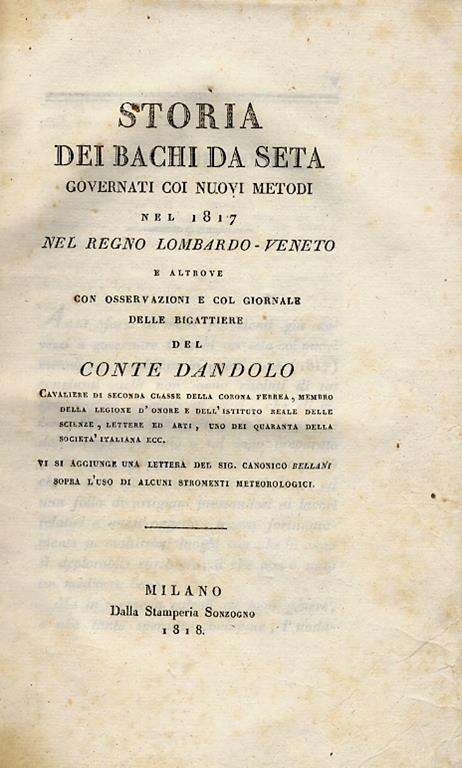 STORIA
DEI BACHI DA SETA
GOVERNATI COI NUOVI METODI
NEL 1817
NEL REGNO LOMBARDO-VENETO
E ALTROVE
CON OSSERVAZIONI E COL GIORNALE
DELLE BIGATTIERE
DEL
CONTE DANDOLO
CAVALIERE DI SECONDA CLASSE DELLA CORONA FERREA, MEMBRO
DELLA LEGIONE D'ONORE E DELL'ISTITUTO REALE DELLE
SCIENZE, LETTERE ED ARTI, UNO DEI QUARANTA DELLA
SOCIETA' ITALIANA ECC.
VI SI AGGIUNGE UNA LETTERA DEL SIG. CANONICO BELLANI
SOPRA L'USO DI ALCUNI STROMENTI METEOROLOGICI.
MILANO
Dalla Stamperia SONZOGNO
1818.